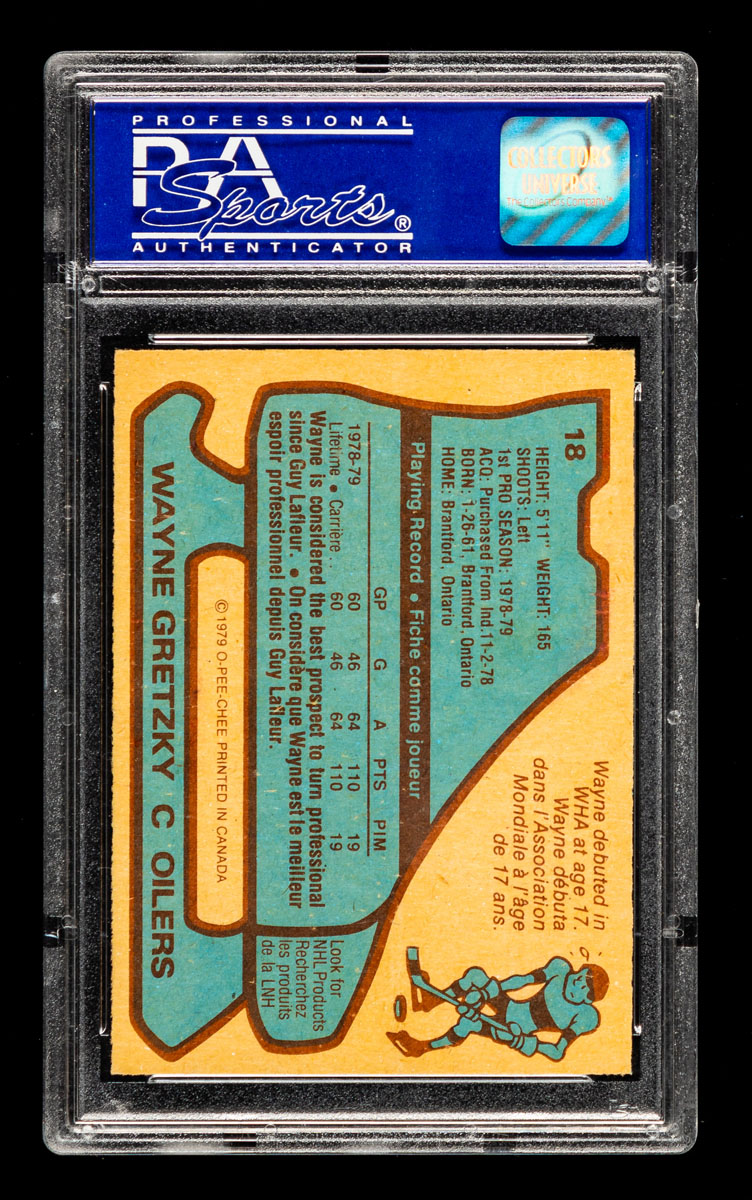 PROFESSIONAL
PSA
Sports®
AUTHENTICATOR
COLLECTORS
UNIVERSE
The Collectors Company™
18
HEIGHT: 5'11" WEIGHT: 165
SHOOTS: Left
1st PRO SEASON: 1978-79
ACQ: Purchased From Ind. 11-2-78
BORN: 1-26-61, Brantford, Ontario
HOME: Brantford, Ontario
Wayne debuted in
WHA at age 17.
Wayne débuta
dans l'Association
Mondiale à l'âge
de 17 ans.
Playing Record • Fiche comme joueur
GP G A PTS PIM
1978-79 60 46 64 110 19
Lifetime • Carrière... 60 46 64 110 19
Wayne is considered the best prospect to turn professional
since Guy Lafleur. • On considère que Wayne est le meilleur
espoir professionnel depuis Guy Lafleur.
Look for
NHL Products
Recherchez
les produits
de la LNH
© 1979 O-PEE-CHEE PRINTED IN CANADA
WAYNE GRETZKY C OILERS